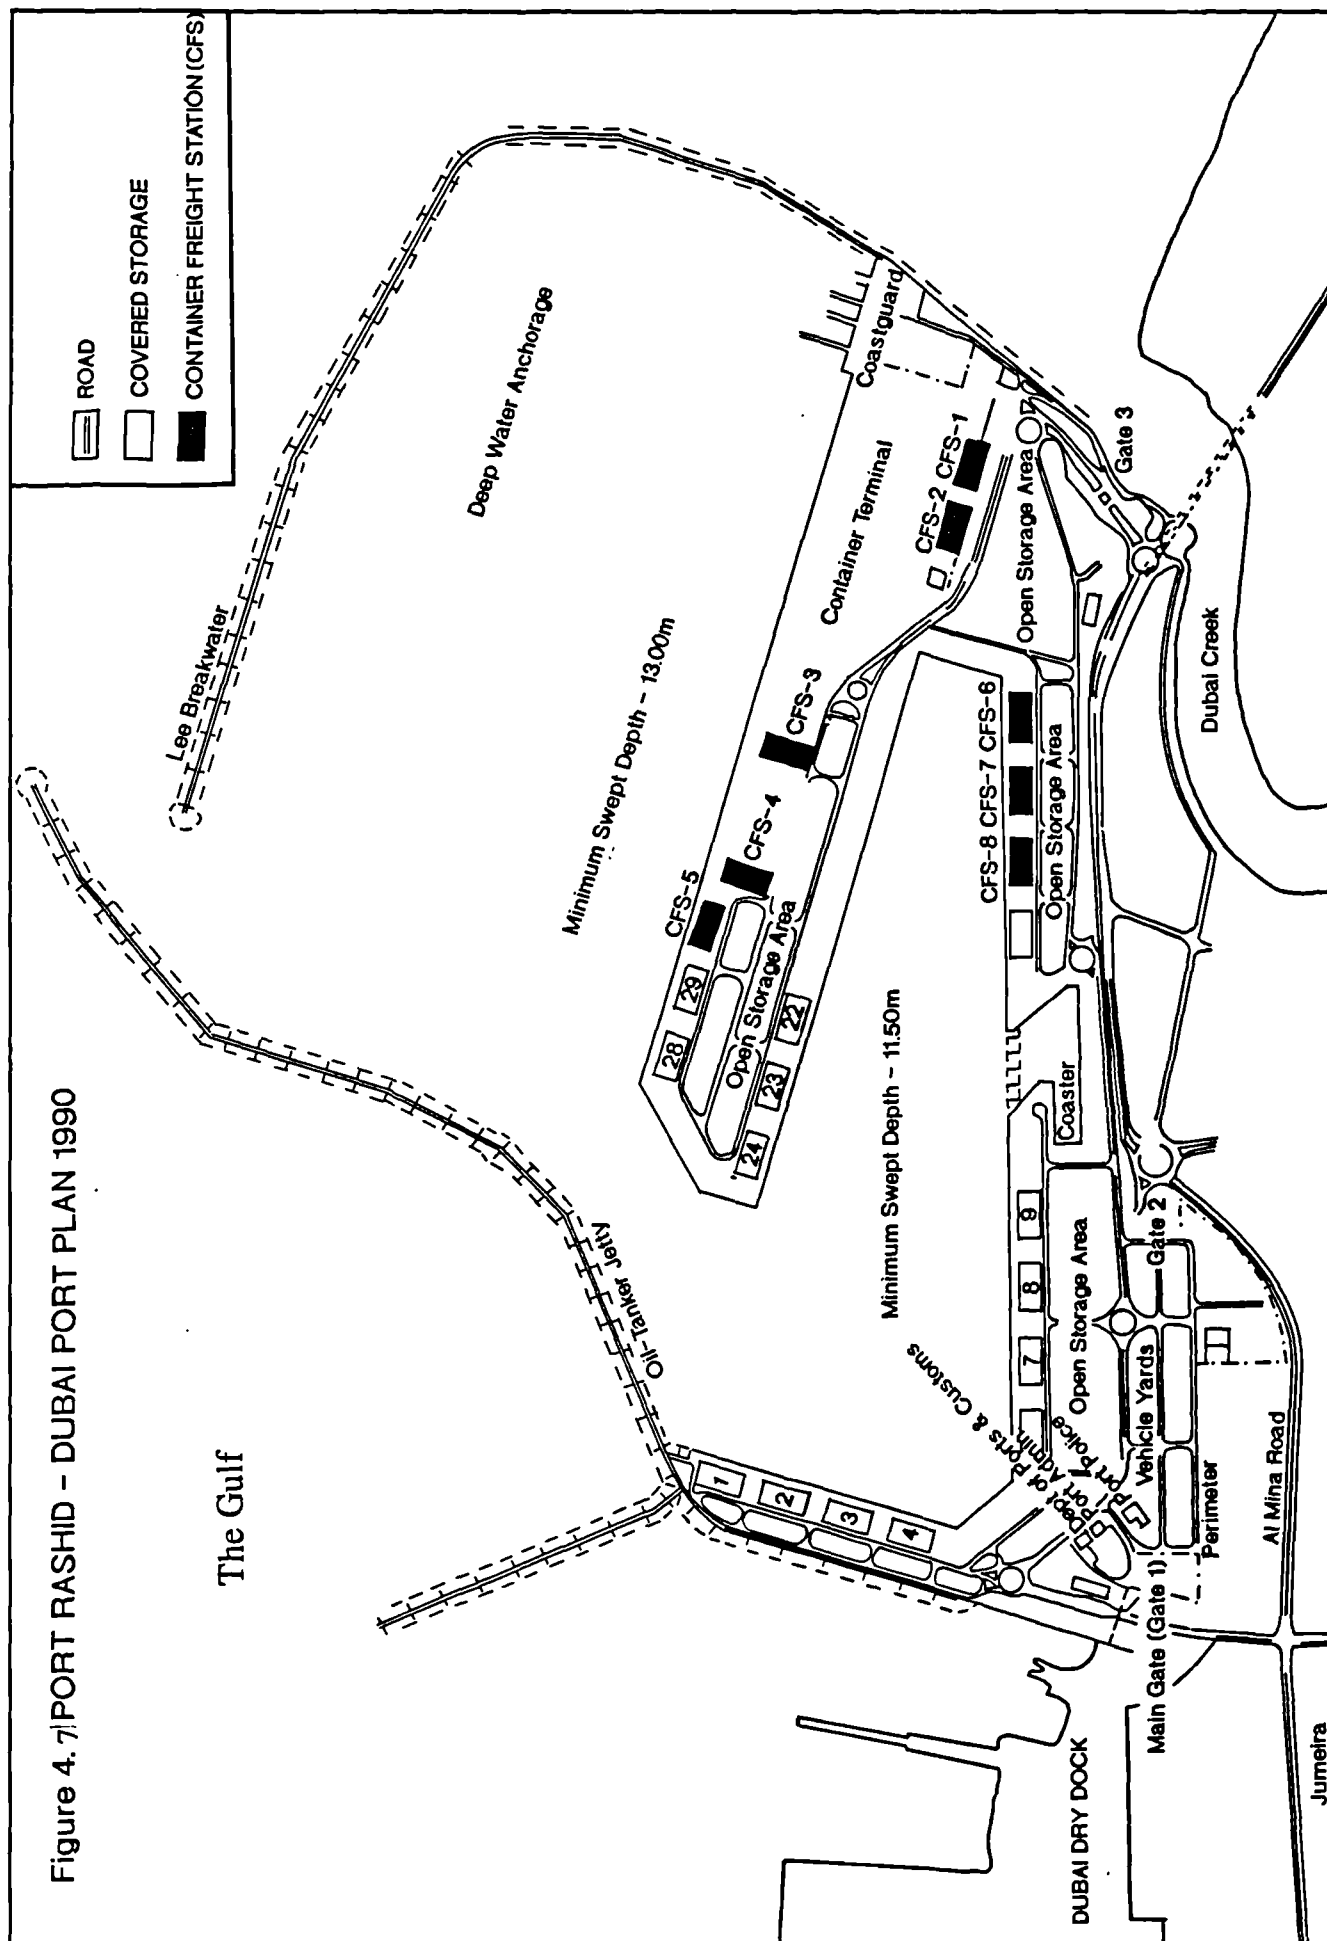 Figure 4. 7 PORT RASHID - DUBAI PORT PLAN 1990
ROAD
COVERED STORAGE
CONTAINER FREIGHT STATION (CFS)
The Gulf
Lee Breakwater
Deep Water Anchorage
Oil-Tanker Jetty
Minimum Swept Depth - 13.00m
CFS-5
CFS-4
CFS-3
28
29
Open Storage Area
24
23
22
Container Terminal
Coastguard
CFS-2
CFS-1
Minimum Swept Depth - 11.50m
1
2
3
4
Dept of Ports & Customs
Port Admin
Port Police
7
8
9
Open Storage Area
Coaster
CFS-8
CFS-7
CFS-6
Open Storage Area
Open Storage Area
Gate 3
Vehicle Yards
Gate 2
Main Gate (Gate 1)
Perimeter
Dubai Creek
DUBAI DRY DOCK
Al Mina Road
Jumeira